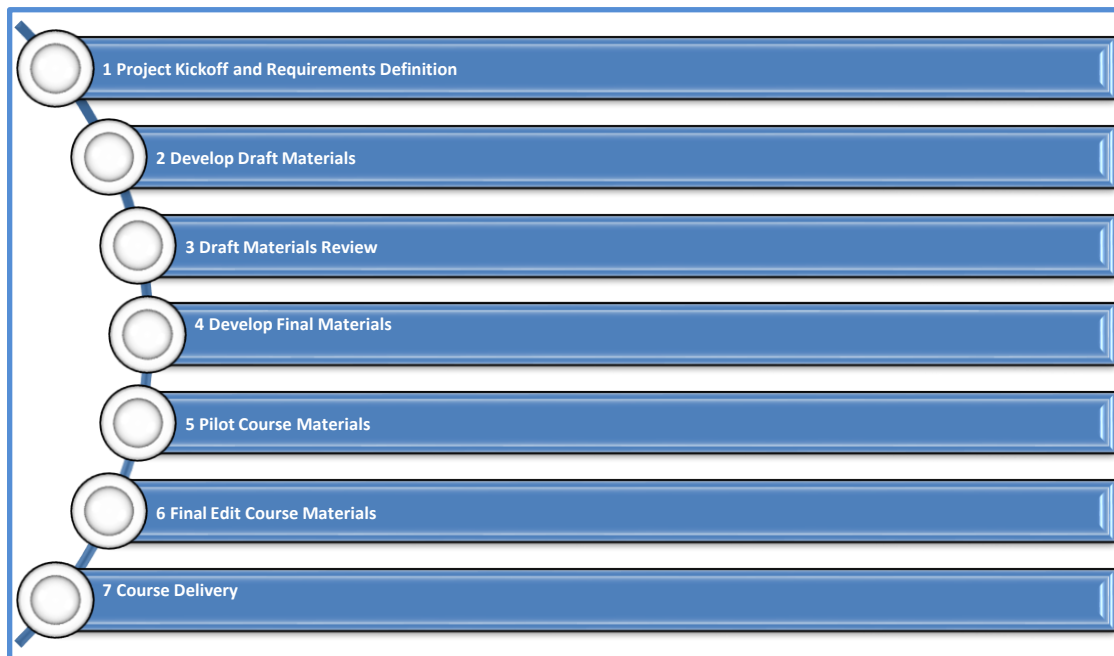 1 Project Kickoff and Requirements Definition
2 Develop Draft Materials
3 Draft Materials Review
4 Develop Final Materials
5 Pilot Course Materials
6 Final Edit Course Materials
7 Course Delivery